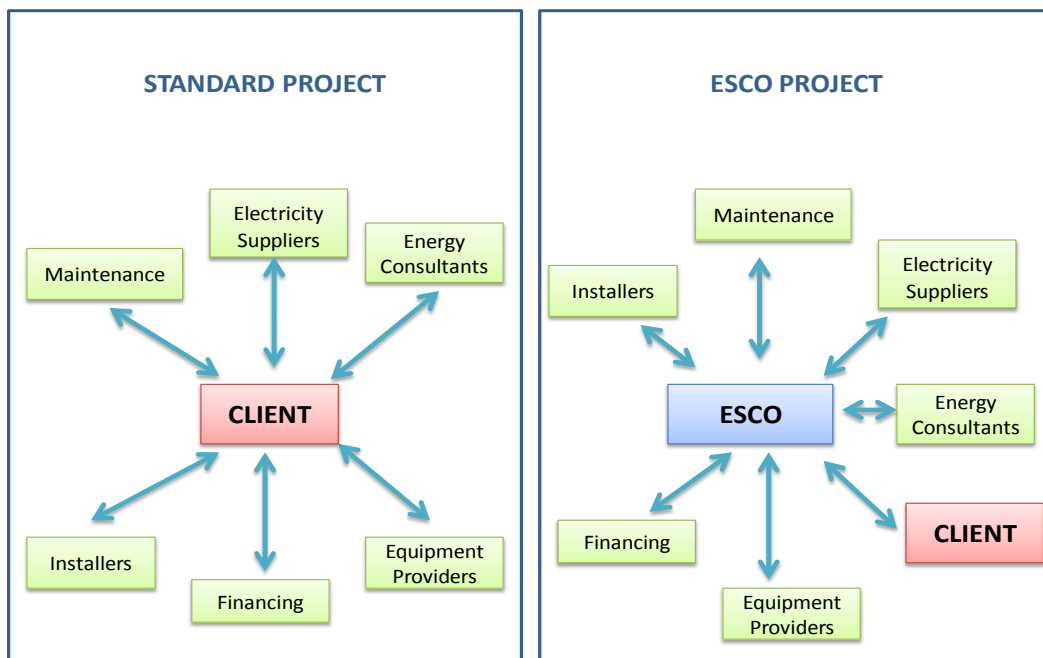 STANDARD PROJECT
Electricity
Suppliers
Energy
Consultants
Maintenance
CLIENT
Installers
Equipment
Providers
Financing
ESCO PROJECT
Maintenance
Electricity
Suppliers
Installers
ESCO
Energy
Consultants
CLIENT
Financing
Equipment
Providers